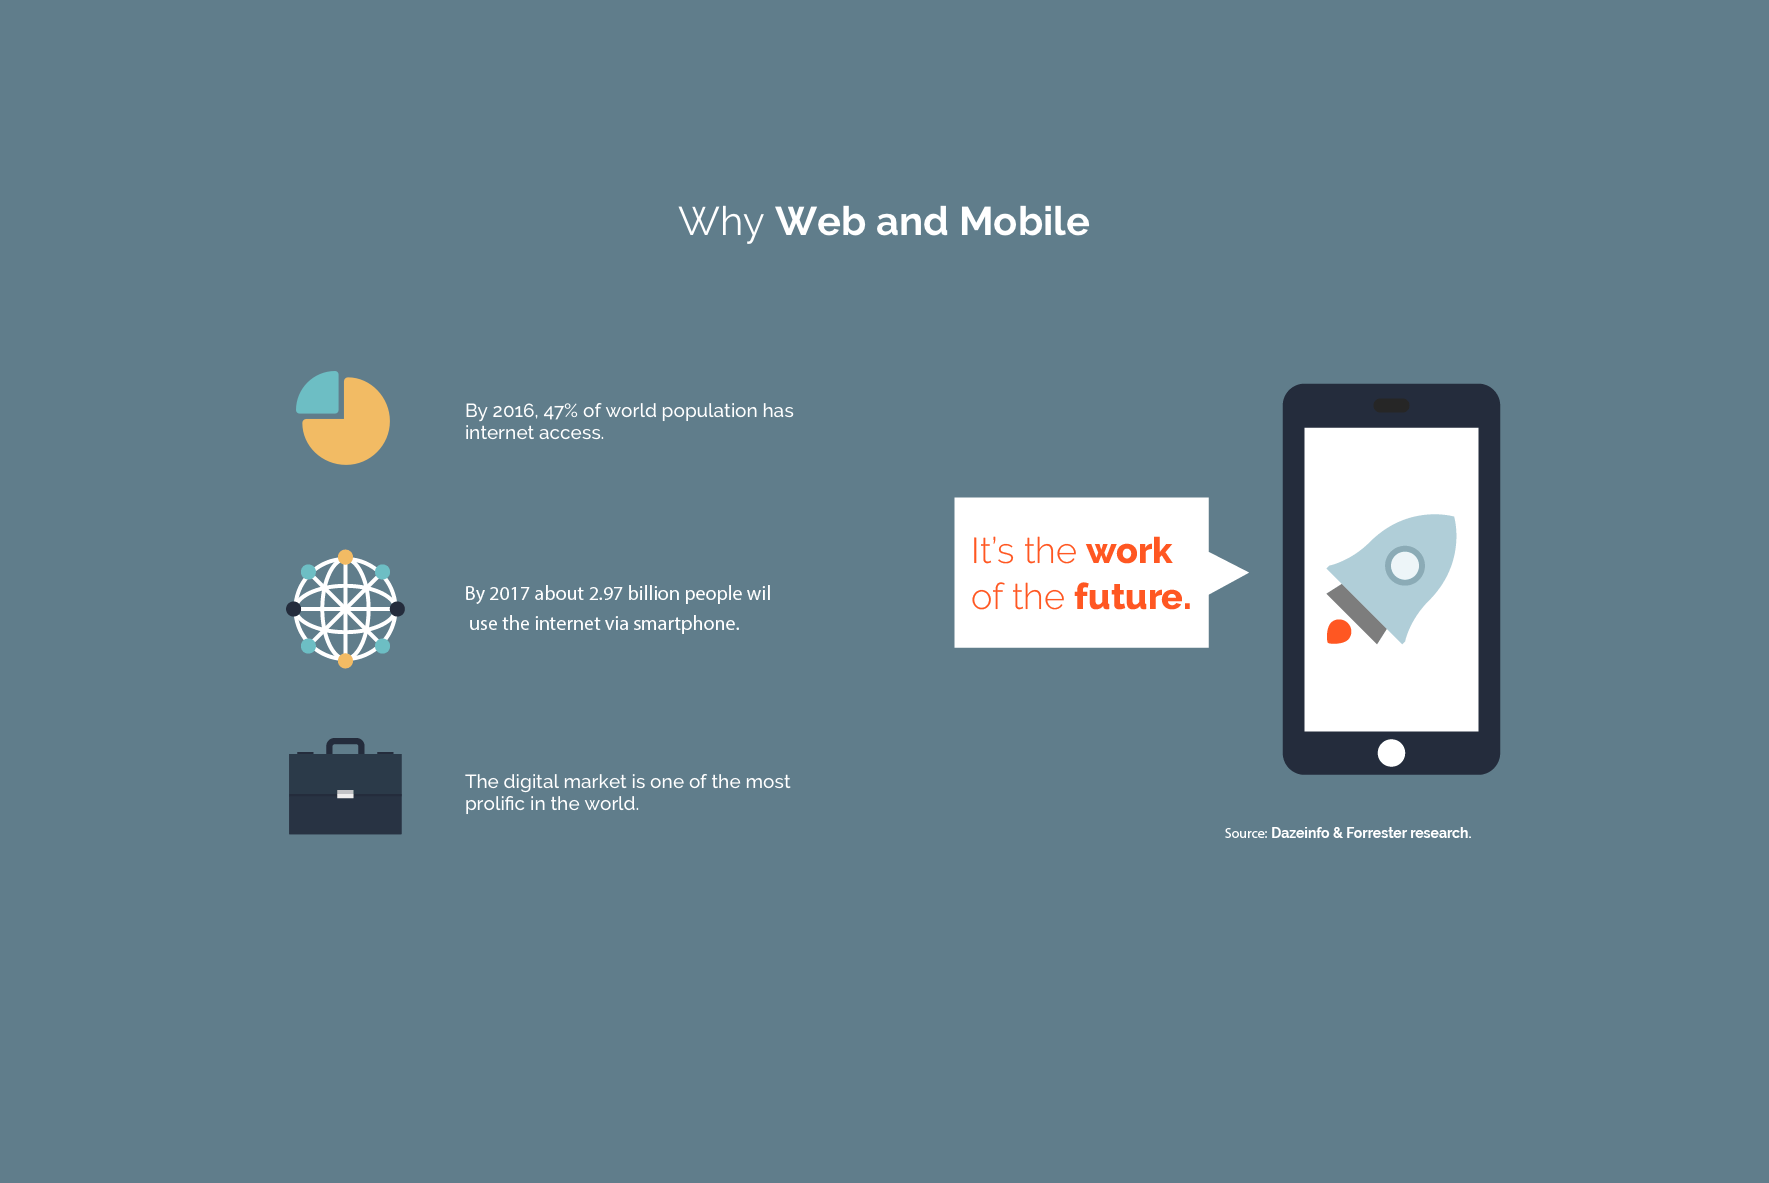 Why Web and Mobile
By 2016, 47% of world population has
internet access.
By 2017 about 2.97 billion people wil
use the internet via smartphone.
The digital market is one of the most
prolific in the world.
It's the work
of the future.
Source: Dazeinfo & Forrester research.